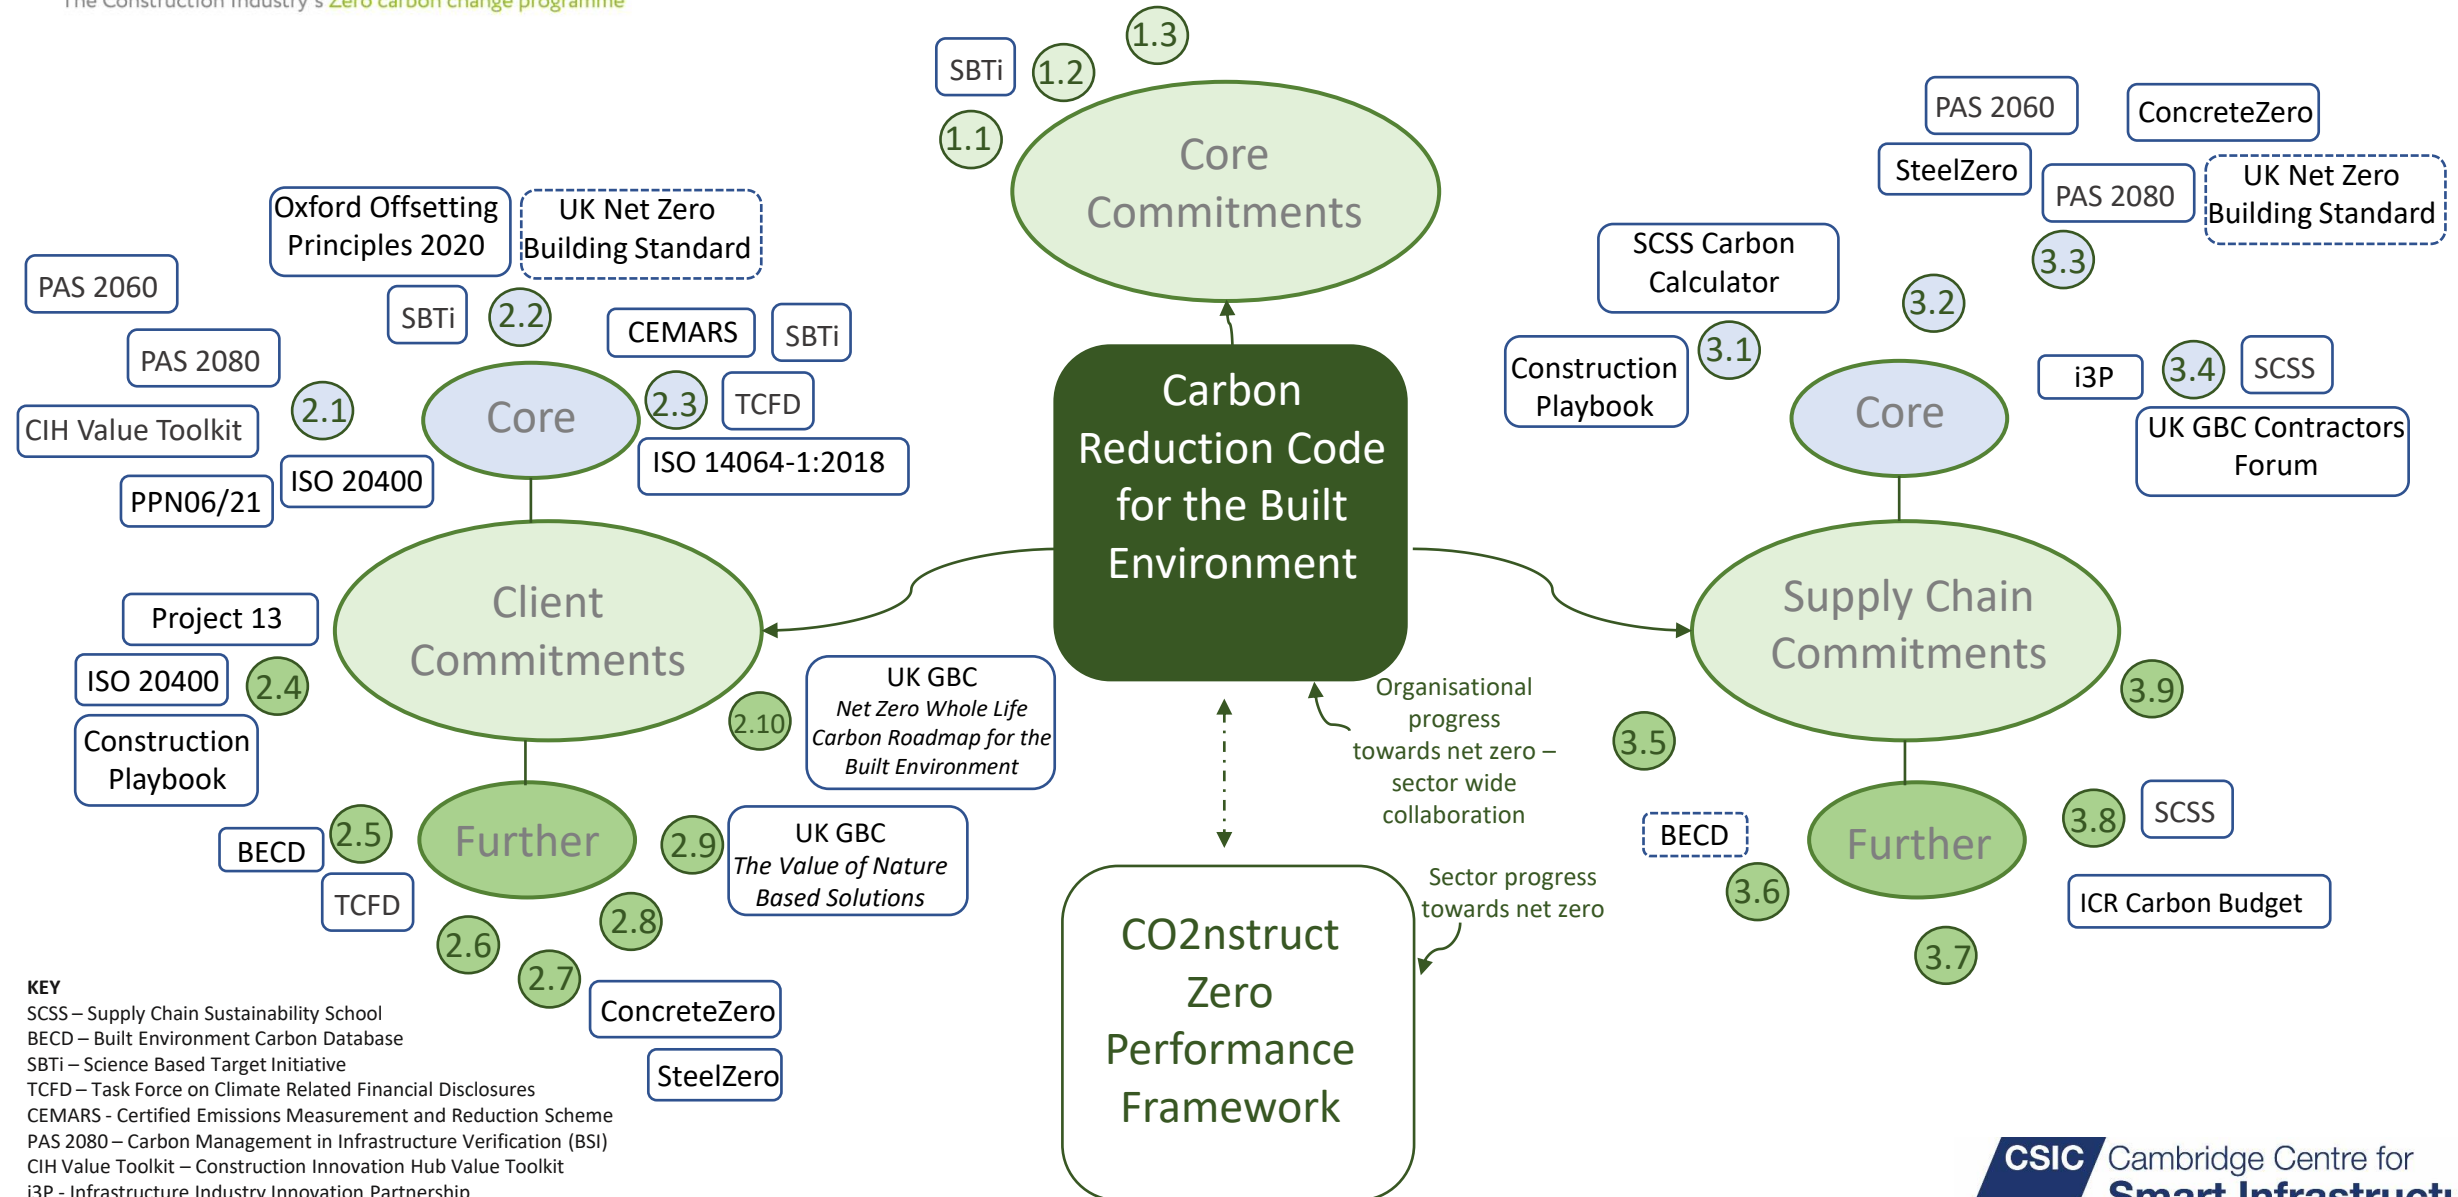 The Construction Industry's Zero carbon change programme
1.3
SBTi
1.2
1.1
Core
Commitments
Oxford Offsetting
Principles 2020
UK Net Zero
Building Standard
PAS 2060
SBTi
2.2
CEMARS
SBTi
PAS 2080
2.1
Core
2.3
TCFD
CIH Value Toolkit
ISO 20400
ISO 14064-1:2018
PPN06/21
Client
Commitments
Project 13
ISO 20400
2.4
Construction
Playbook
2.10
UK GBC
Net Zero Whole Life
Carbon Roadmap for the
Built Environment
BECD
2.5
Further
2.9
UK GBC
The Value of Nature
Based Solutions
TCFD
2.6
2.8
2.7
ConcreteZero
SteelZero
Carbon
Reduction Code
for the Built
Environment
Organisational
progress
towards net zero –
sector wide
collaboration
Sector progress
towards net zero
CO2nstruct
Zero
Performance
Framework
PAS 2060
ConcreteZero
SteelZero
PAS 2080
UK Net Zero
Building Standard
SCSS Carbon
Calculator
3.3
3.2
Construction
Playbook
3.1
Core
i3P
3.4
SCSS
UK GBC Contractors
Forum
Supply Chain
Commitments
3.9
3.5
BECD
3.6
Further
3.8
SCSS
ICR Carbon Budget
3.7
KEY
SCSS – Supply Chain Sustainability School
BECD – Built Environment Carbon Database
SBTi – Science Based Target Initiative
TCFD – Task Force on Climate Related Financial Disclosures
CEMARS - Certified Emissions Measurement and Reduction Scheme
PAS 2080 – Carbon Management in Infrastructure Verification (BSI)
CIH Value Toolkit – Construction Innovation Hub Value Toolkit
i3P - Infrastructure Industry Innovation Partnership
CSIC
Cambridge Centre for
Smart